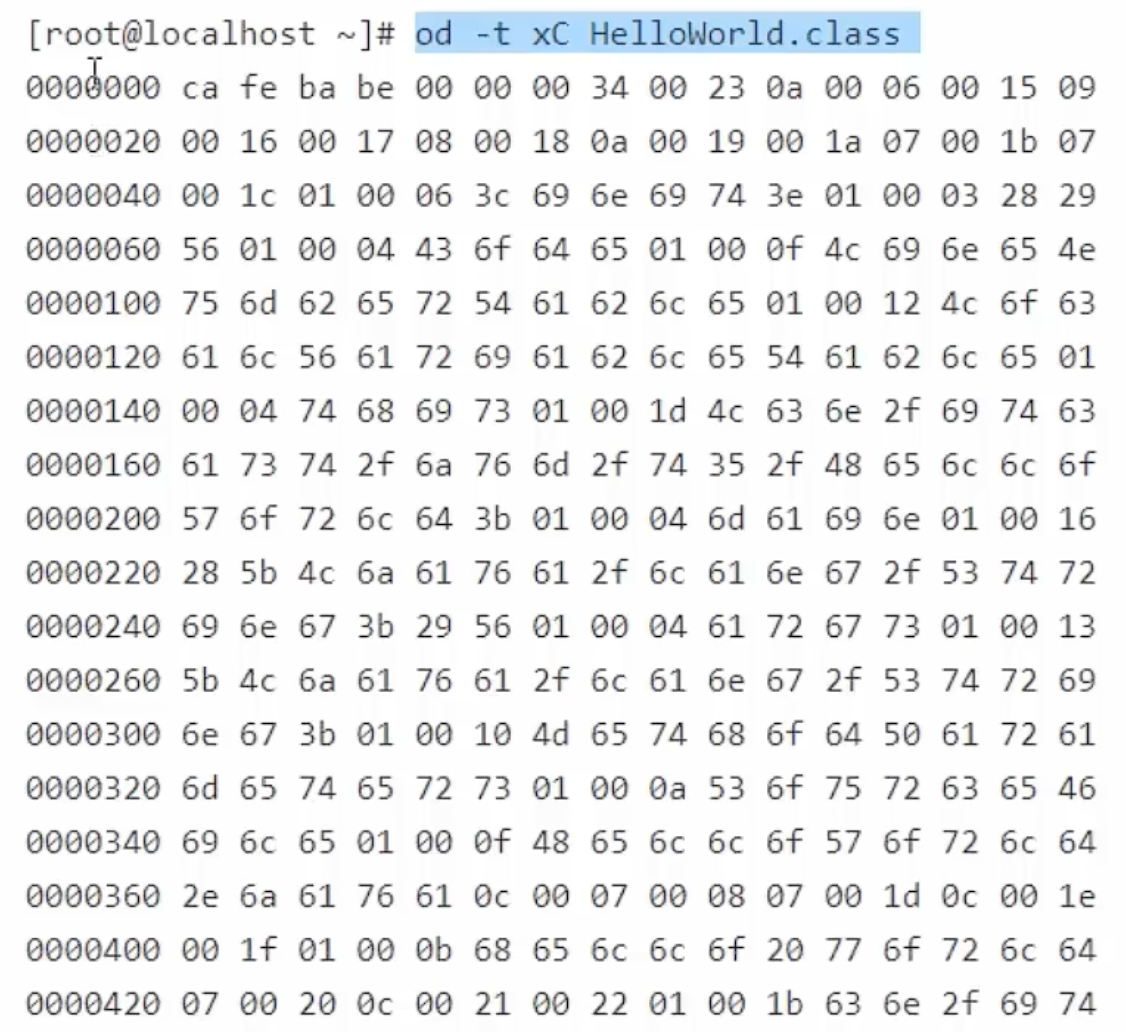 [root@localhost ~]# od -t xC HelloWorld.class
0000000 ca fe ba be 00 00 00 34 00 23 0a 00 06 00 15 09
0000020 00 16 00 17 08 00 18 0a 00 19 00 1a 07 00 1b 07
0000040 00 1c 01 00 06 3c 69 6e 69 74 3e 01 00 03 28 29
0000060 56 01 00 04 43 6f 64 65 01 00 0f 4c 69 6e 65 4e
0000100 75 6d 62 65 72 54 61 62 6c 65 01 00 12 4c 6f 63
0000120 61 6c 56 61 72 69 61 62 6c 65 54 61 62 6c 65 01
0000140 00 04 74 68 69 73 01 00 1d 4c 63 6e 2f 69 74 63
0000160 61 73 74 2f 6a 76 6d 2f 74 35 2f 48 65 6c 6c 6f
0000200 57 6f 72 6c 64 3b 01 00 04 6d 61 69 6e 01 00 16
0000220 28 5b 4c 6a 61 76 61 2f 6c 61 6e 67 2f 53 74 72
0000240 69 6e 67 3b 29 56 01 00 04 61 72 67 73 01 00 13
0000260 5b 4c 6a 61 76 61 2f 6c 61 6e 67 2f 53 74 72 69
0000300 6e 67 3b 01 00 10 4d 65 74 68 6f 64 50 61 72 61
0000320 6d 65 74 65 72 73 01 00 0a 53 6f 75 72 63 65 46
0000340 69 6c 65 01 00 0f 48 65 6c 6c 6f 57 6f 72 6c 64
0000360 2e 6a 61 76 61 0c 00 07 00 08 07 00 1d 0c 00 1e
0000400 00 1f 01 00 0b 68 65 6c 6c 6f 20 77 6f 72 6c 64
0000420 07 00 20 0c 00 21 00 22 01 00 1b 63 6e 2f 69 74